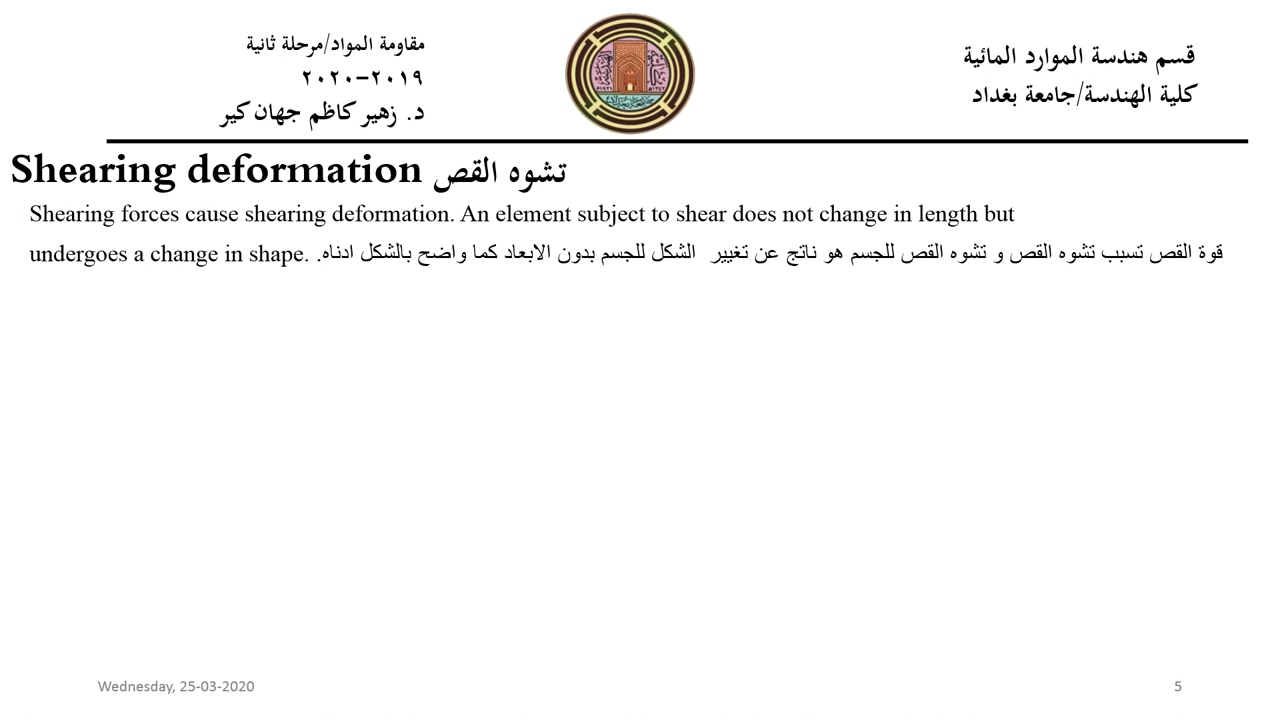 قسم هندسة الموارد المائية
كلية الهندسة/جامعة بغداد
مقاومة المواد/مرحلة ثانية
٢٠١٩-٢٠٢٠
د. زهير كاظم جهان كير
Shearing deformation تشوه القص
Shearing forces cause shearing deformation. An element subject to shear does not change in length but
undergoes a change in shape. قوة القص تسبب تشوه القص و تشوه القص للجسم هو ناتج عن تغيير الشكل للجسم بدون الابعاد كما واضح بالشكل ادناه.
Wednesday, 25-03-2020
5